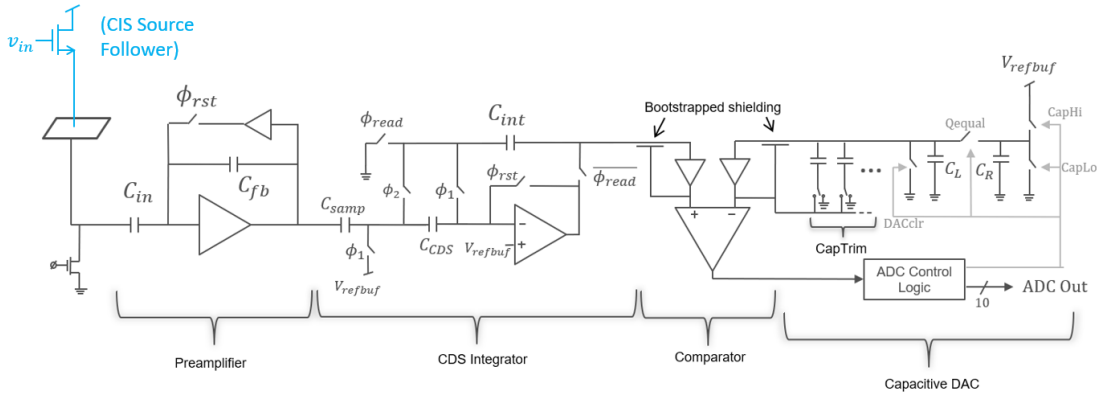 (CIS Source
Follower)
v_in
V_refbuf
ϕ_rst
Bootstrapped shielding
CapHi
ϕ_read
C_int
Qequal
C_fb
ϕ_rst
ϕ_read
C_L
C_R
CapLo
C_in
ϕ_2
ϕ_1
C_samp
−
+
−
DACclr
C_CDS
V_refbuf
+
CapTrim
ϕ_1
V_refbuf
ADC Control
Logic
ADC Out
10
Preamplifier
CDS Integrator
Comparator
Capacitive DAC